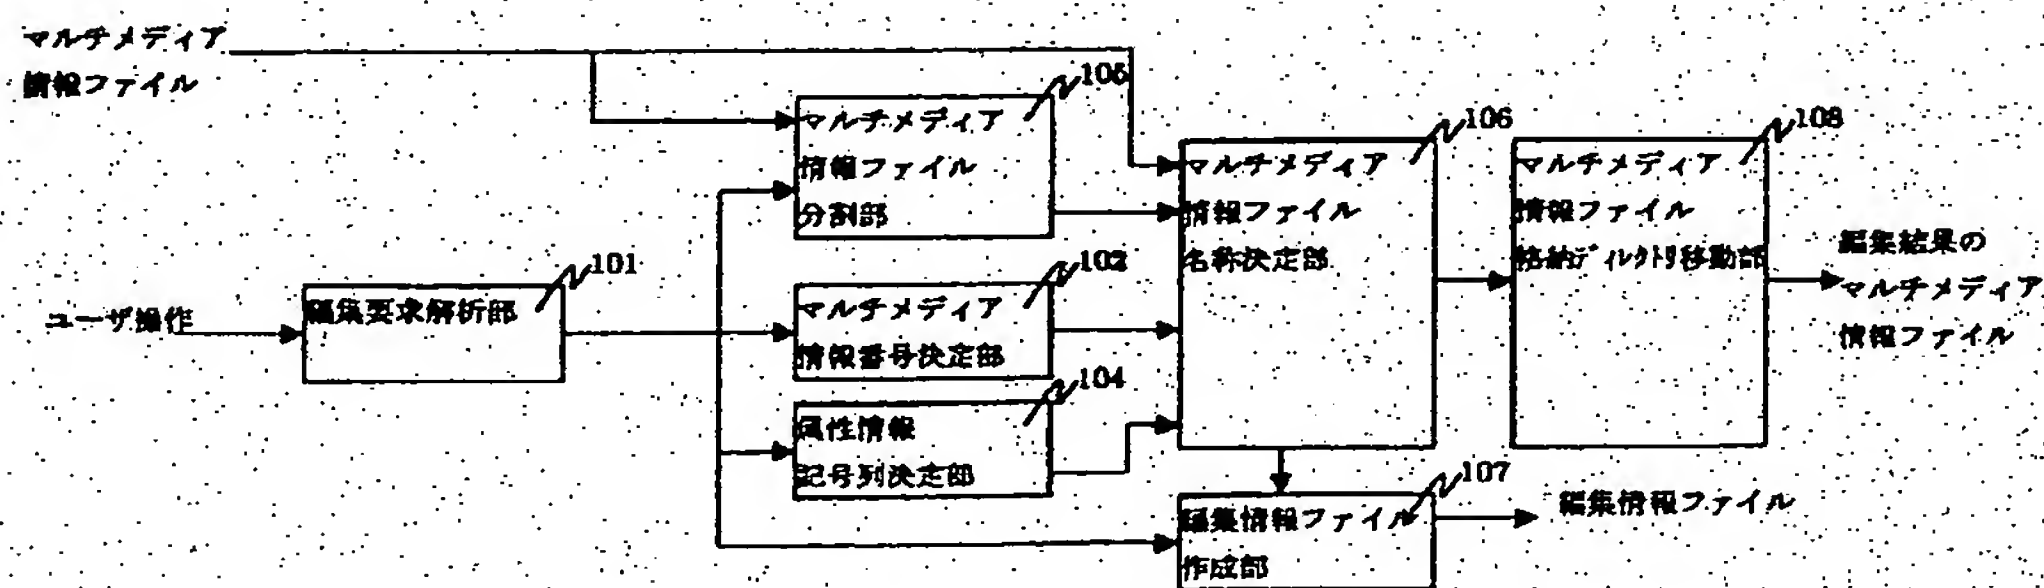 マルチメディア
情報ファイル
105
マルチメディア
情報ファイル
分割部
106
マルチメディア
情報ファイル
名称決定部
108
マルチメディア
情報ファイル
格納ディレクトリ移動部
編集結果の
マルチメディア
情報ファイル
ユーザ操作
101
編集要求解析部
102
マルチメディア
情報番号決定部
104
属性情報
記号列決定部
107
編集情報ファイル
作成部
編集情報ファイル